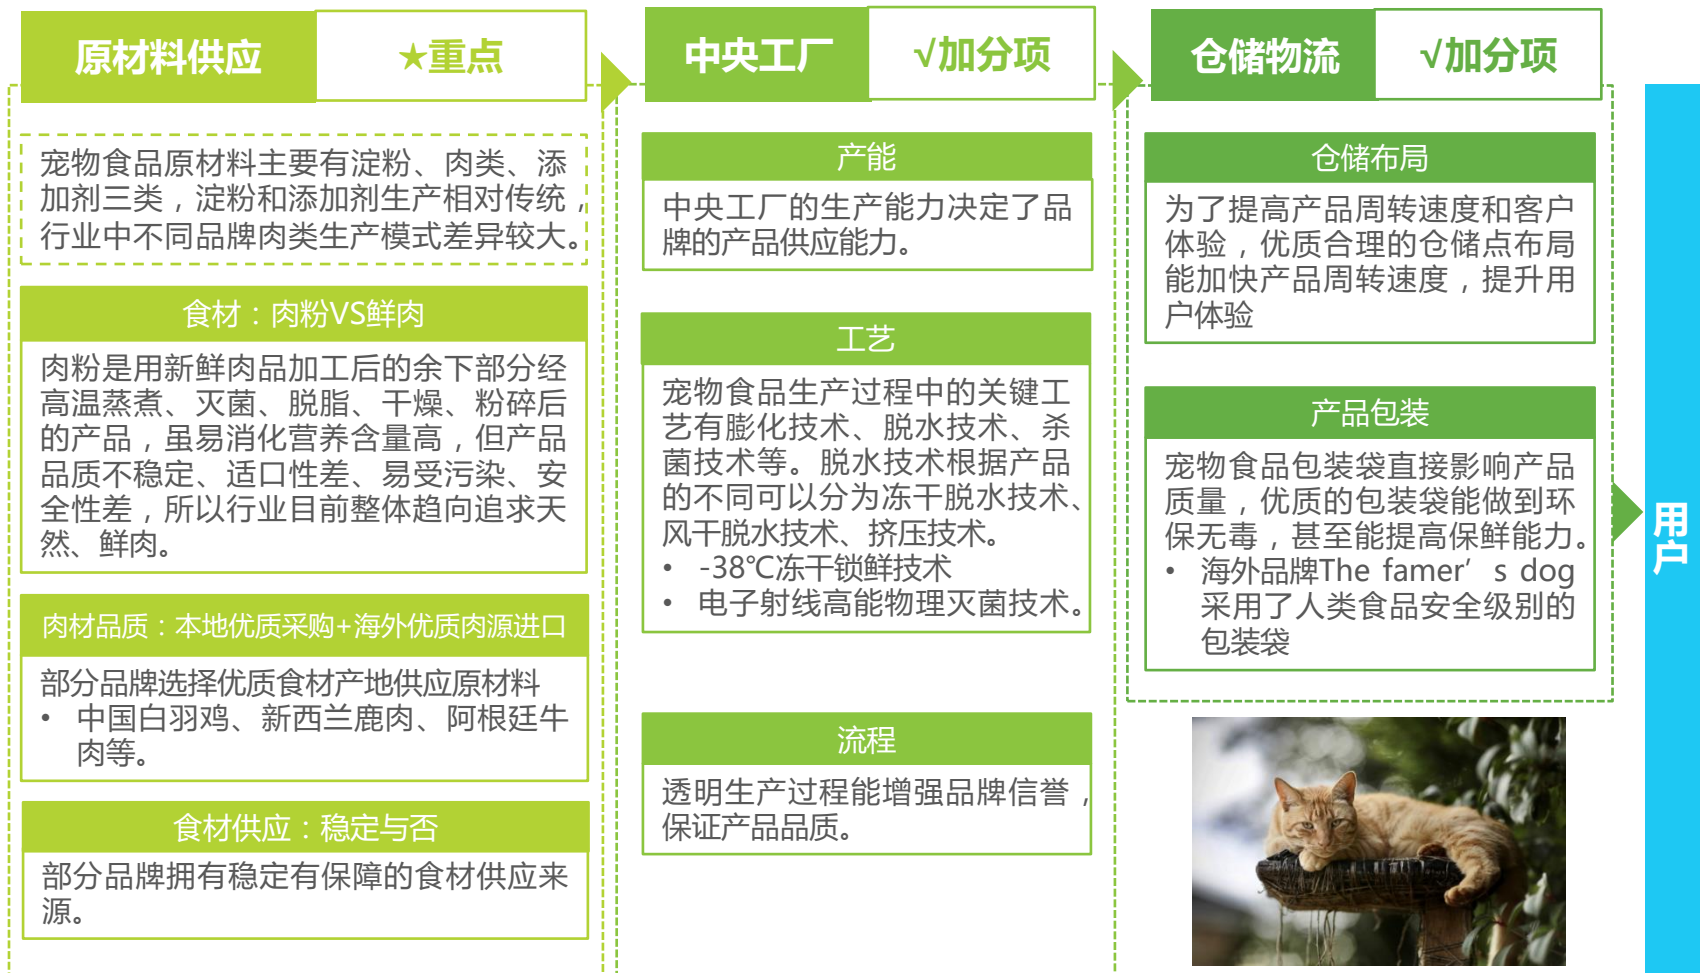 原材料供应
★重点
宠物食品原材料主要有淀粉、肉类、添
加剂三类，淀粉和添加剂生产相对传统，
行业中不同品牌肉类生产模式差异较大。
食材：肉粉VS鲜肉
肉粉是用新鲜肉品加工后的余下部分经
高温蒸煮、灭菌、脱脂、干燥、粉碎后
的产品，虽易消化营养含量高，但产品
品质不稳定、适口性差、易受污染、安
全性差，所以行业目前整体趋向追求天
然、鲜肉。
肉材品质：本地优质采购+海外优质肉源进口
部分品牌选择优质食材产地供应原材料
• 中国白羽鸡、新西兰鹿肉、阿根廷牛
肉等。
食材供应：稳定与否
部分品牌拥有稳定有保障的食材供应来
源。
中央工厂
√加分项
产能
中央工厂的生产能力决定了品
牌的产品供应能力。
工艺
宠物食品生产过程中的关键工
艺有膨化技术、脱水技术、杀
菌技术等。脱水技术根据产品
的不同可以分为冻干脱水技术、
风干脱水技术、挤压技术。
• -38℃冻干锁鲜技术
• 电子射线高能物理灭菌技术。
流程
透明生产过程能增强品牌信誉，
保证产品品质。
仓储物流
√加分项
仓储布局
为了提高产品周转速度和客户
体验，优质合理的仓储点布局
能加快产品周转速度，提升用
户体验
产品包装
宠物食品包装袋直接影响产品
质量，优质的包装袋能做到环
保无毒，甚至能提高保鲜能力。
• 海外品牌The famer’s dog
采用了人类食品安全级别的
包装袋
用户